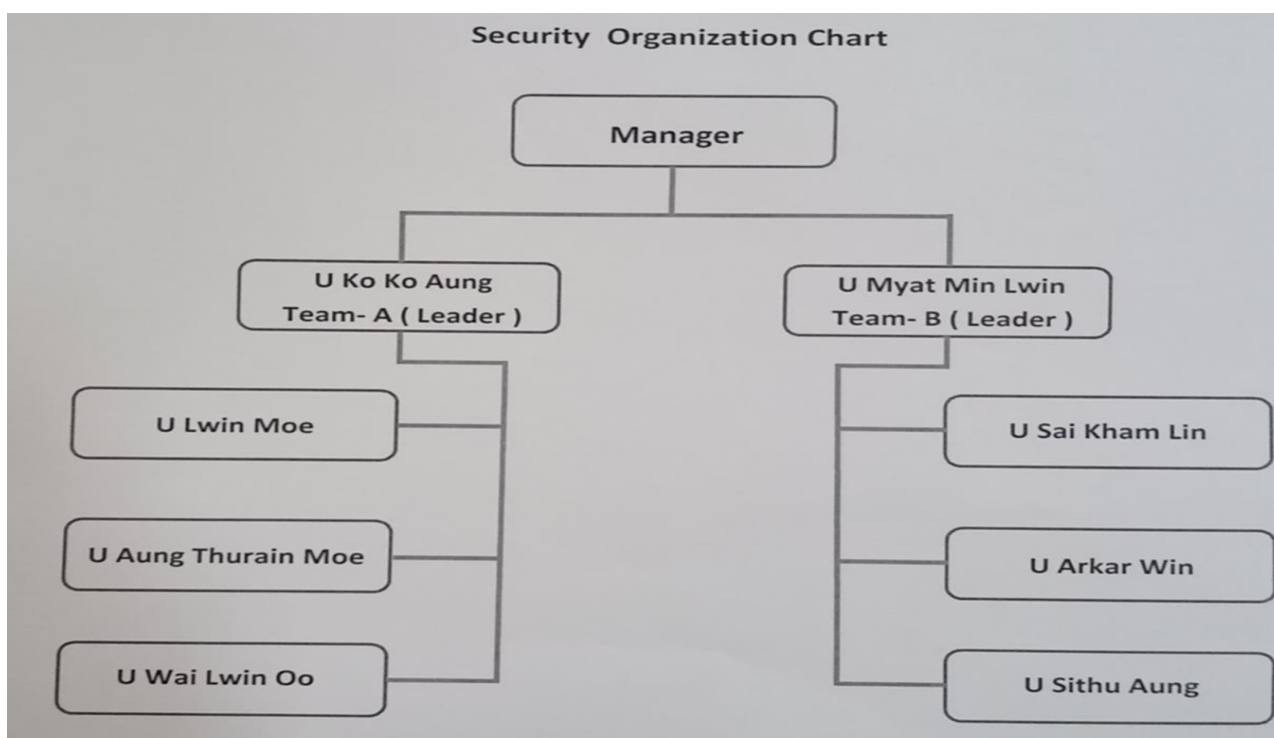 Security Organization Chart
Manager
U Ko Ko Aung
Team- A ( Leader )
U Myat Min Lwin
Team- B ( Leader )
U Lwin Moe
U Aung Thurain Moe
U Wai Lwin Oo
U Sai Kham Lin
U Arkar Win
U Sithu Aung